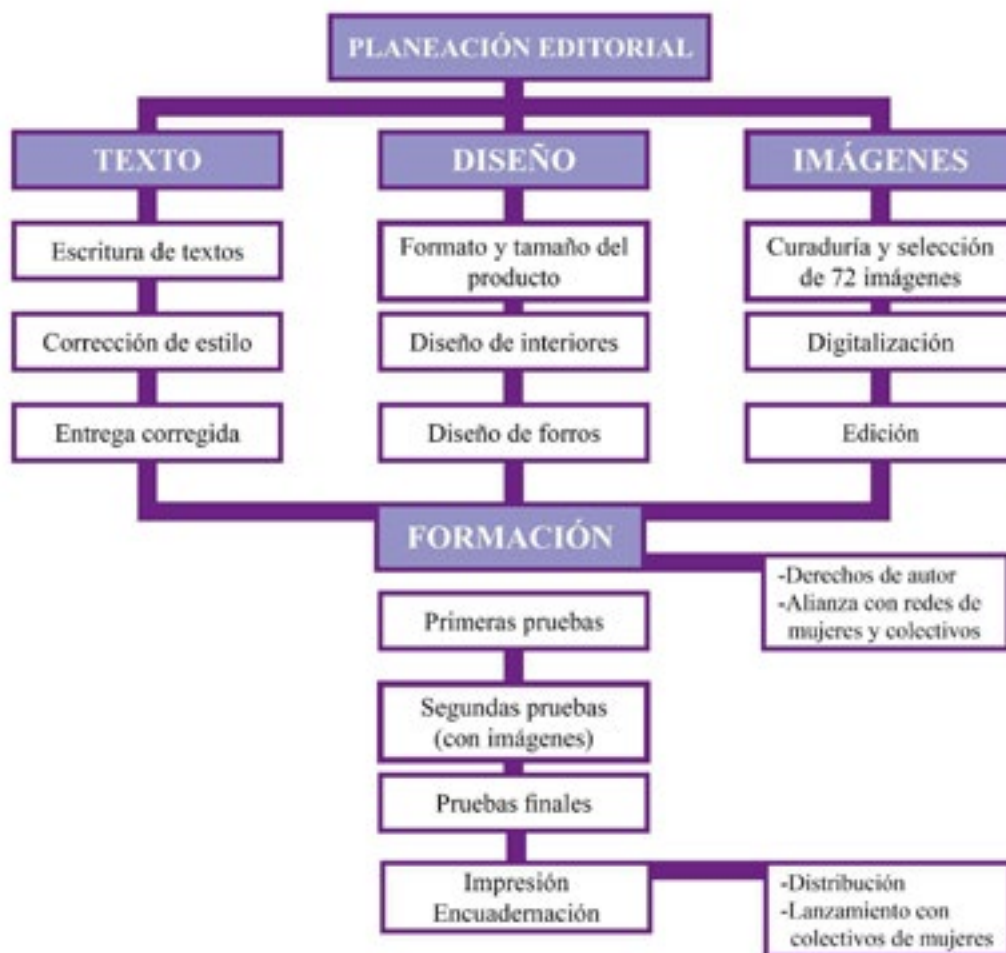 PLANEACIÓN EDITORIAL
TEXTO
Escritura de textos
Corrección de estilo
Entrega corregida
DISEÑO
Formato y tamaño del
producto
Diseño de interiores
Diseño de forros
IMÁGENES
Curaduría y selección
de 72 imágenes
Digitalización
Edición
FORMACIÓN
-Derechos de autor
-Alianza con redes de
mujeres y colectivos
Primeras pruebas
Segundas pruebas
(con imágenes)
Pruebas finales
Impresión
Encuadernación
-Distribución
-Lanzamiento con
colectivos de mujeres